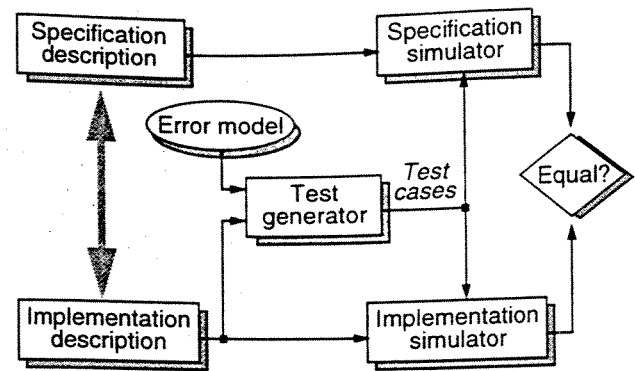 Specification
description
Specification
simulator
Error model
Test
cases
Equal?
Test
generator
Implementation
description
Implementation
simulator